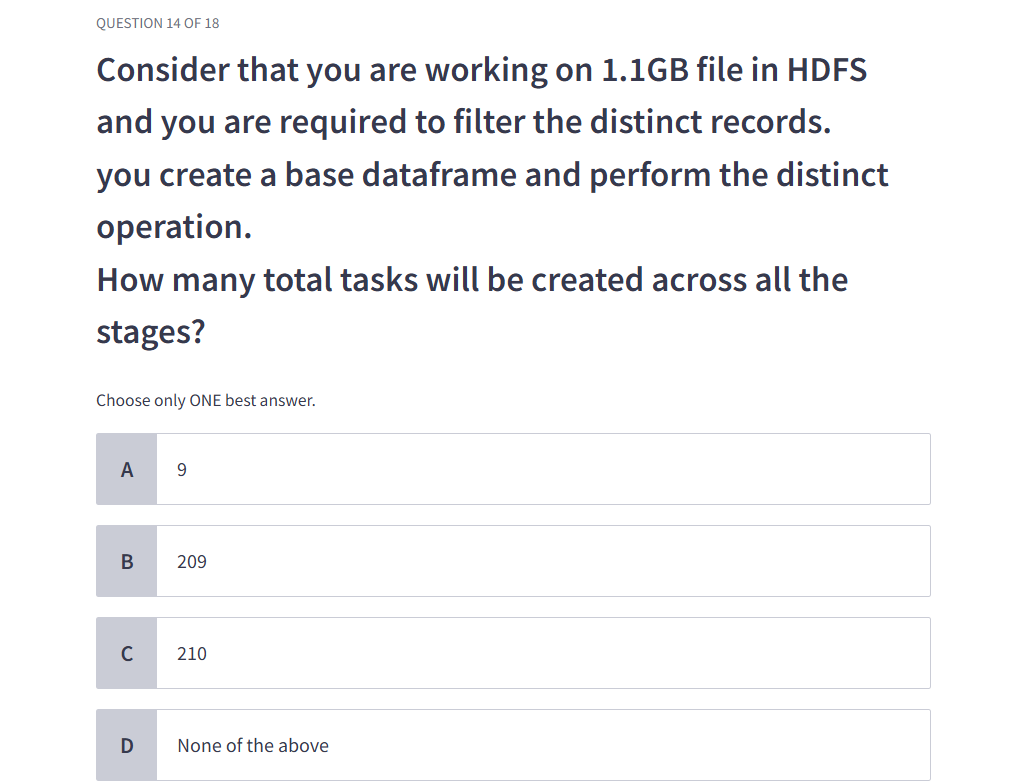 QUESTION 14 OF 18
Consider that you are working on 1.1GB file in HDFS
and you are required to filter the distinct records.
you create a base dataframe and perform the distinct
operation.
How many total tasks will be created across all the
stages?
Choose only ONE best answer.
A 9
B 209
C 210
D None of the above